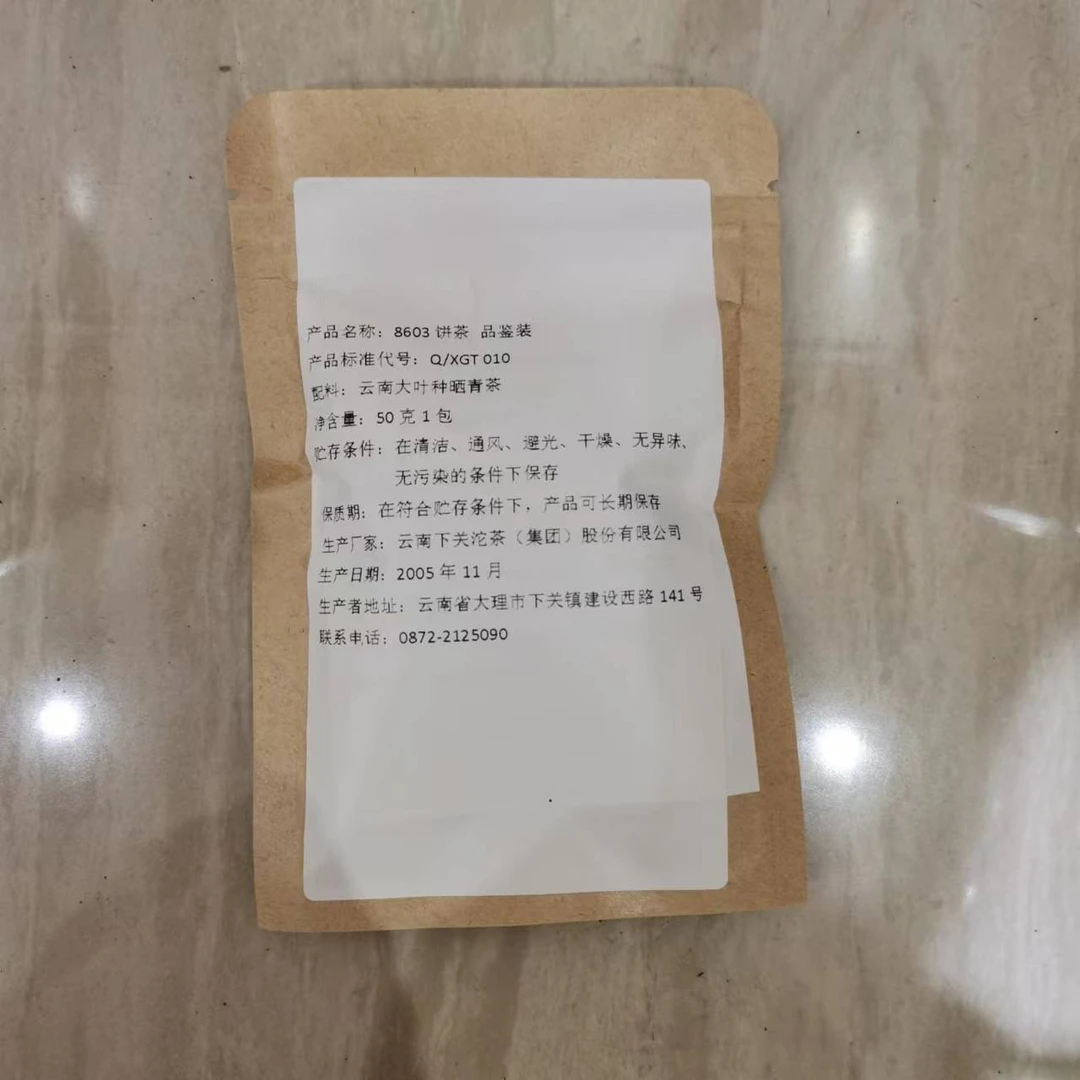 产品名称：8603 饼茶 品鉴装
产品标准代号：Q/XGT 010
配料：云南大叶种晒青茶
净含量：50 克 1 包
贮存条件：在清洁、通风、避光、干燥、无异味、
无污染的条件下保存
保质期：在符合贮存条件下，产品可长期保存
生产厂家：云南下关沱茶（集团）股份有限公司
生产日期：2005 年 11 月
生产者地址：云南省大理市下关镇建设西路 141 号
联系电话：0872-2125090